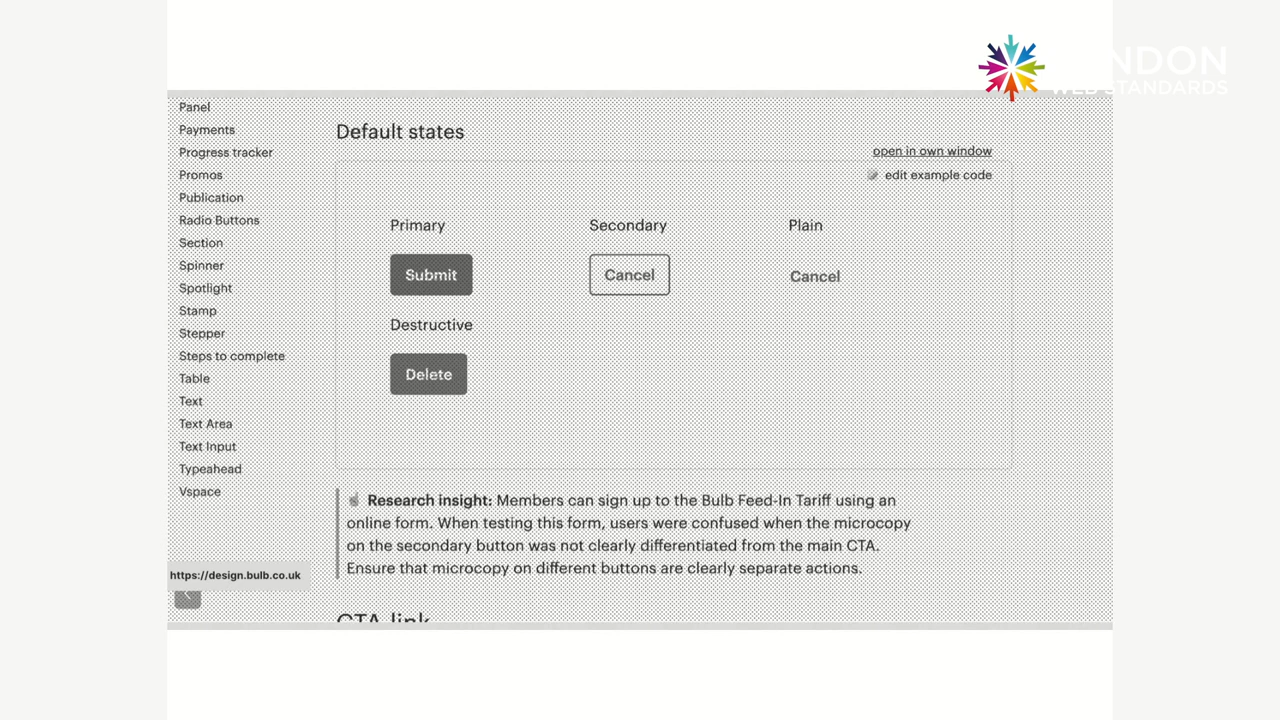 NDON
WEB STANDARDS
Panel
Payments
Progress tracker
Promos
Publication
Radio Buttons
Section
Spinner
Spotlight
Stamp
Stepper
Steps to complete
Table
Text
Text Area
Text Input
Typeahead
Vspace
https://design.bulb.co.uk
Default states
open in own window
edit example code
Primary
Secondary
Plain
Submit
Cancel
Cancel
Destructive
Delete
Research insight: Members can sign up to the Bulb Feed-In Tariff using an
online form. When testing this form, users were confused when the microcopy
on the secondary button was not clearly differentiated from the main CTA.
Ensure that microcopy on different buttons are clearly separate actions.
CTA link